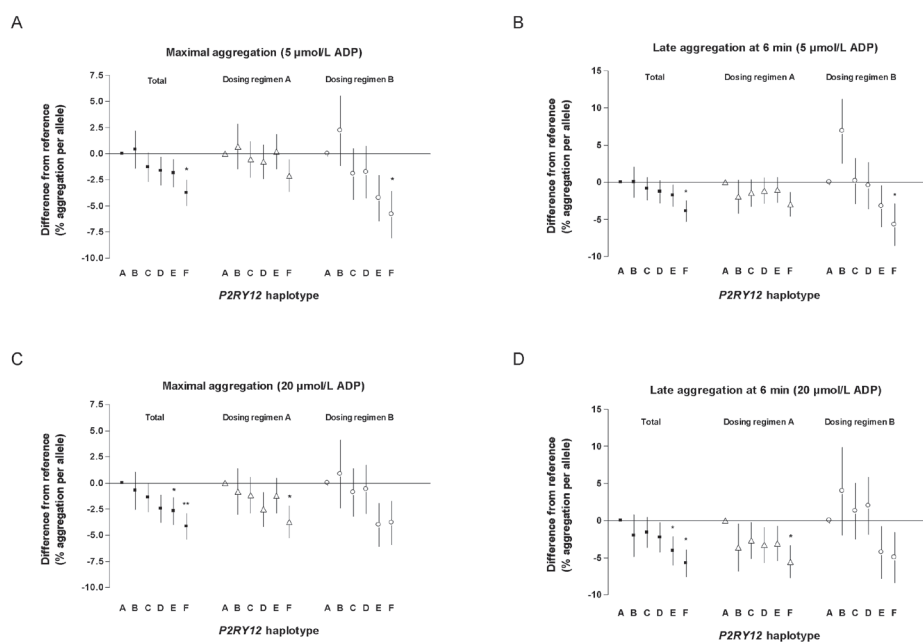 A
Maximal aggregation (5 µmol/L ADP)
Total
Dosing regimen A
Dosing regimen B
Difference from reference
(% aggregation per allele)
7.5
5.0
2.5
0.0
-2.5
-5.0
-7.5
-10.0
*
*
A B C D E F A B C D E F A B C D E F
P2RY12 haplotype
B
Late aggregation at 6 min (5 µmol/L ADP)
Total
Dosing regimen A
Dosing regimen B
Difference from reference
(% aggregation per allele)
15
10
5
0
-5
-10
*
*
A B C D E F A B C D E F A B C D E F
P2RY12 haplotype
C
Maximal aggregation (20 µmol/L ADP)
Total
Dosing regimen A
Dosing regimen B
Difference from reference
(% aggregation per allele)
7.5
5.0
2.5
0.0
-2.5
-5.0
-7.5
-10.0
*
**
*
A B C D E F A B C D E F A B C D E F
P2RY12 haplotype
D
Late aggregation at 6 min (20 µmol/L ADP)
Total
Dosing regimen A
Dosing regimen B
Difference from reference
(% aggregation per allele)
15
10
5
0
-5
-10
*
*
*
A B C D E F A B C D E F A B C D E F
P2RY12 haplotype